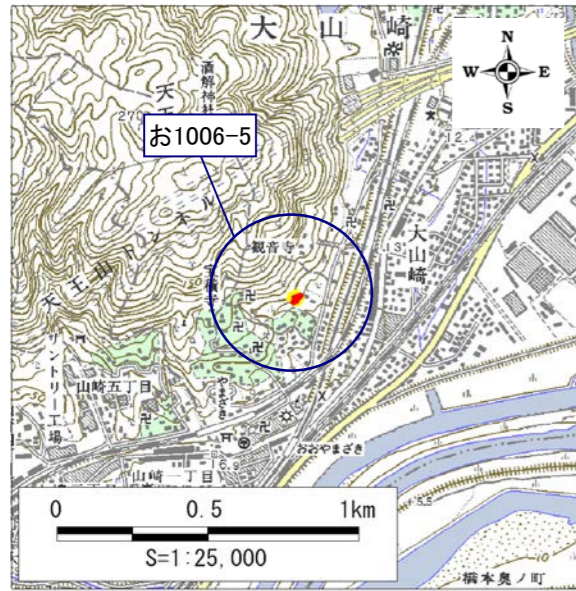 大山崎
N
W E
S
天王山
酒解神社
270
お1006-5
天王山トンネル
観音寺
宝積寺
13
大山崎
サントリー工場
山崎五丁目
やまざき
おおやまざき
山崎一丁目
16.9
5.5
10
橋本奥ノ町
0 0.5 1km
S=1:25,000